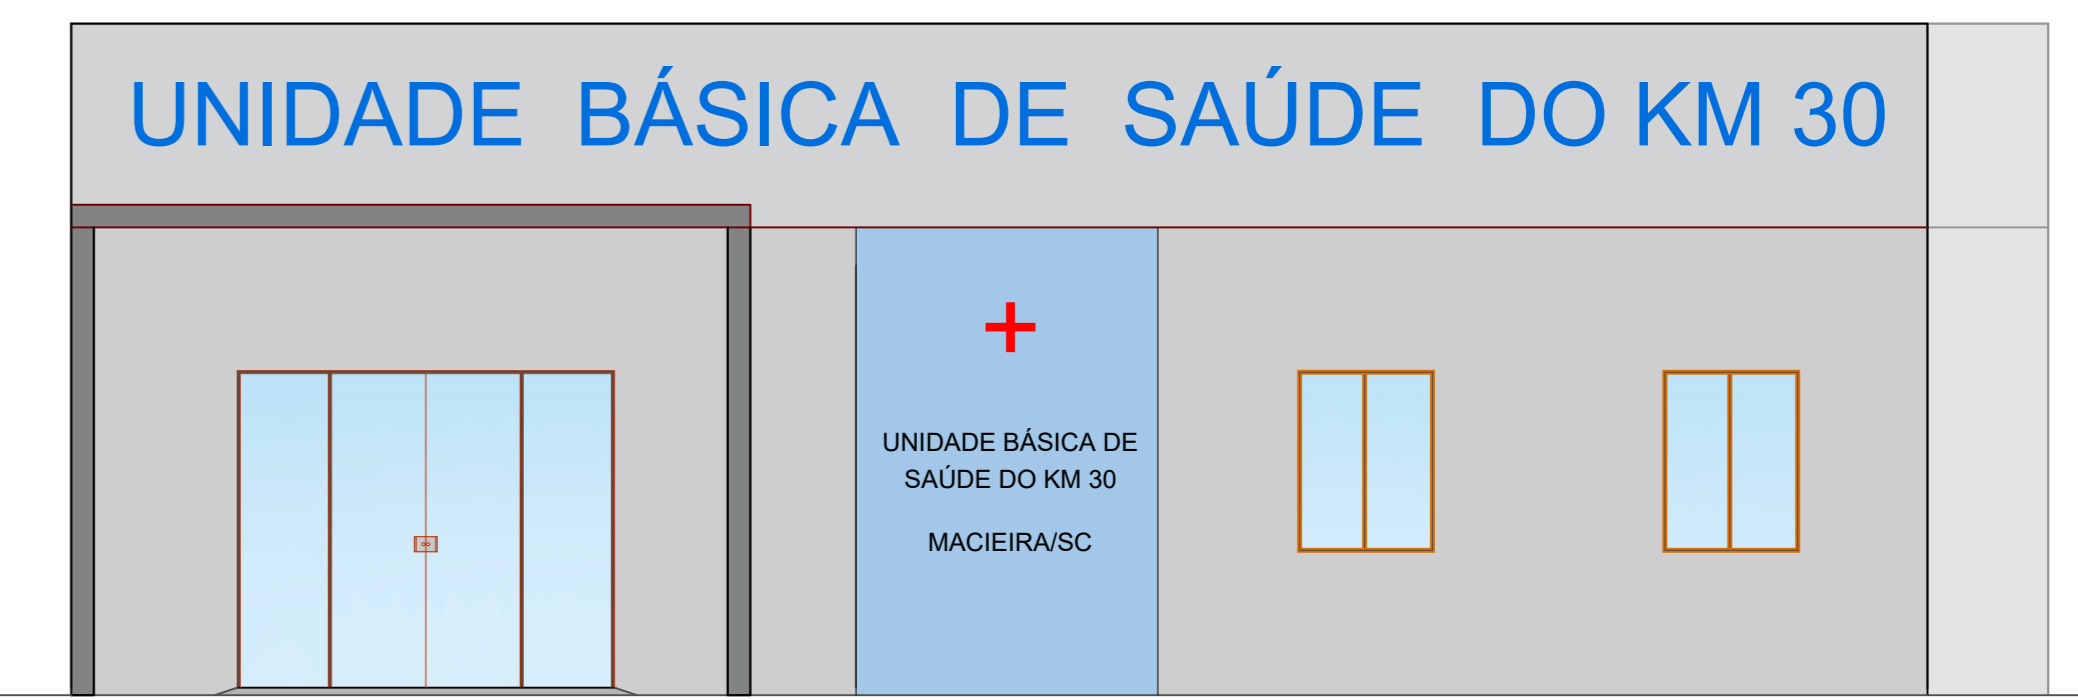 UNIDADE BÁSICA DE SAÚDE DO KM 30
UNIDADE BÁSICA DE
SAÚDE DO KM 30
MACIEIRA/SC